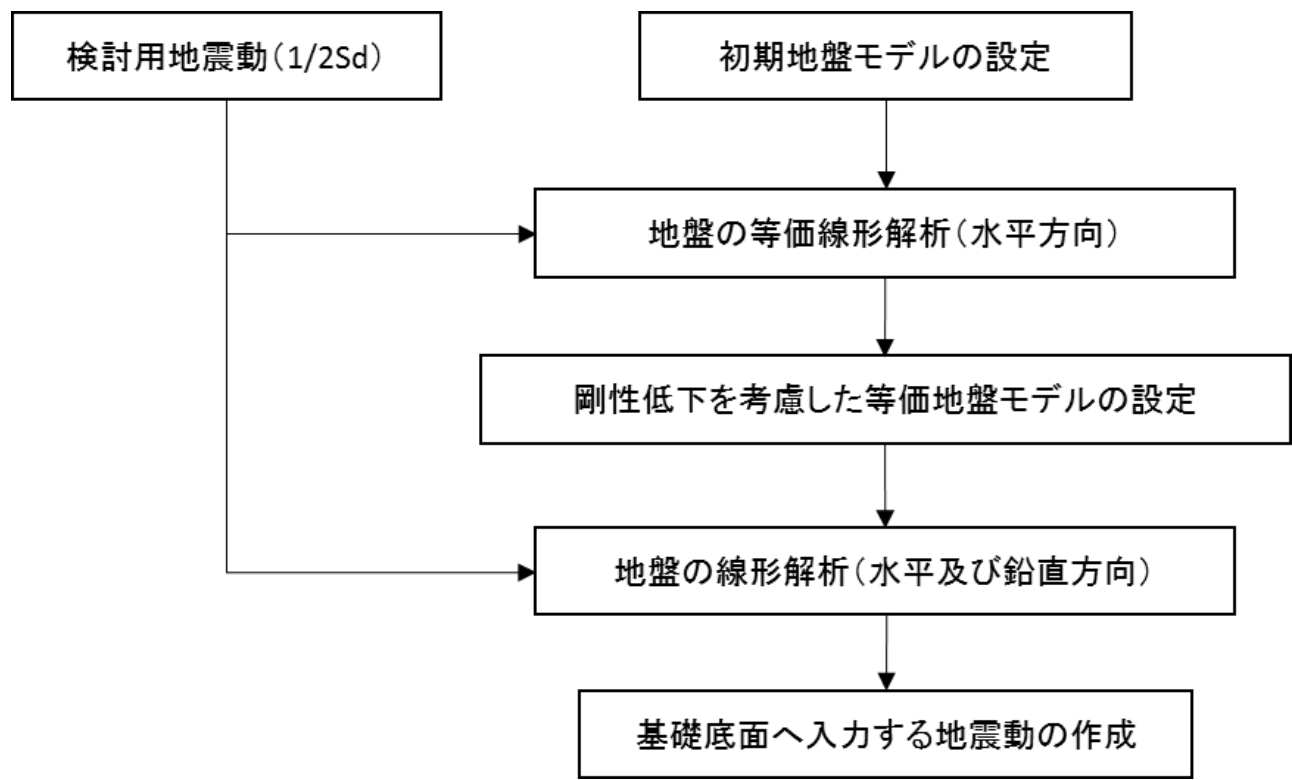 検討用地震動(1/2Sd)
初期地盤モデルの設定
地盤の等価線形解析(水平方向)
剛性低下を考慮した等価地盤モデルの設定
地盤の線形解析(水平及び鉛直方向)
基礎底面へ入力する地震動の作成